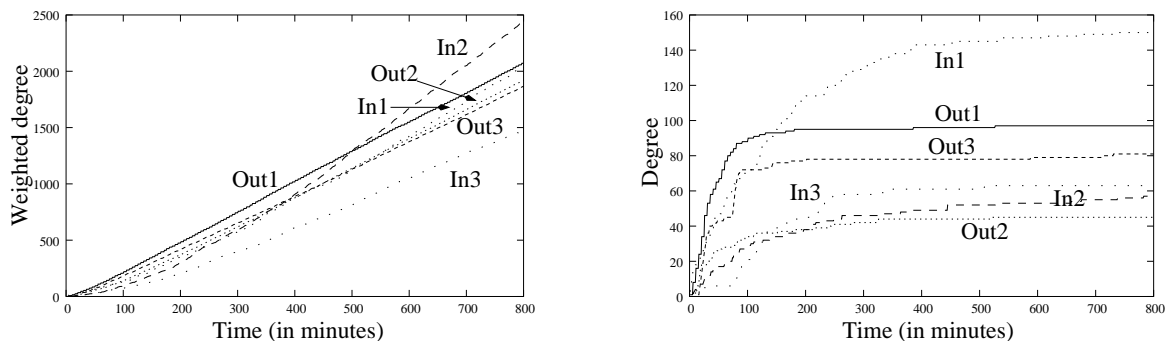 2500
2000
1500
1000
500
0
Weighted degree
In2
Out2
In1
Out3
Out1
In3
0 100 200 300 400 500 600 700 800
Time (in minutes)
160
140
120
100
80
60
40
20
0
Degree
In1
Out1
Out3
In3
In2
Out2
0 100 200 300 400 500 600 700 800
Time (in minutes)